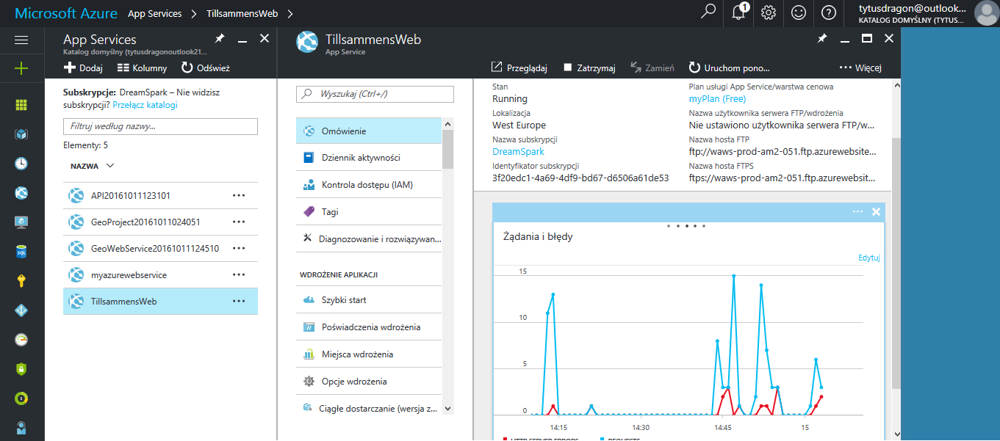 Microsoft Azure App Services > TillsammensWeb >
1
tytusdragon@outlook...
KATALOG DOMYŚLNY (TYTUS...
App Services
Katalog domyślny (tytusdragonoutlook21...
Dodaj Kolumny Odśwież
Subskrypcje: DreamSpark – Nie widzisz
subskrypcji? Przełącz katalogi
Filtruj według nazwy...
Elementy: 5
NAZWA
API20161011123101 ...
GeoProject20161011024051 ...
GeoWebService20161011124510 ...
myazurewebservice ...
TillsammensWeb ...
TillsammensWeb
App Service
Przeglądaj Zatrzymaj Zamień Uruchom pono... ... Więcej
Wyszukaj (Ctrl+/)
Omówienie
Dziennik aktywności
Kontrola dostępu (IAM)
Tagi
Diagnozowanie i rozwiązywan...
WDROŻENIE APLIKACJI
Szybki start
Poświadczenia wdrożenia
Miejsca wdrożenia
Opcje wdrożenia
Ciągłe dostarczanie (wersja z...
Stan
Running
Lokalizacja
West Europe
Nazwa subskrypcji
DreamSpark
Identyfikator subskrypcji
3f20edc1-4a69-4df9-bd67-d6506a61de53
Plan usługi App Service/warstwa cenowa
myPlan (Free)
Nazwa użytkownika serwera FTP/wdrożenia
Nie ustawiono użytkownika serwera FTP/w...
Nazwa hosta FTP
ftp://waws-prod-am2-051.ftp.azurewebsite...
Nazwa hosta FTPS
ftps://waws-prod-am2-051.ftp.azurewebsit...
Żądania i błędy
Edytuj
15
10
5
0
14:15 14:30 14:45 15
HTTP SERVER ERRORS REQUESTS